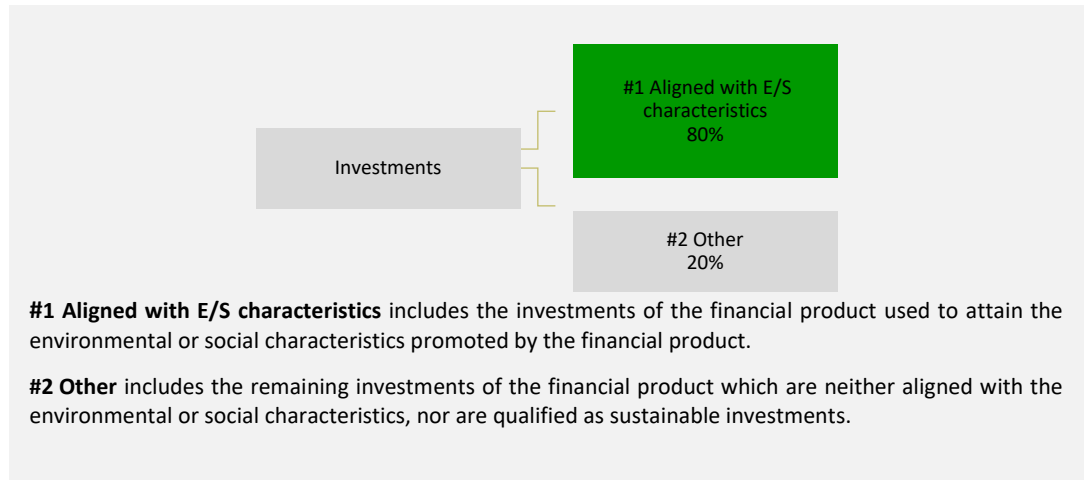 #1 Aligned with E/S
characteristics
80%
Investments
#2 Other
20%
#1 Aligned with E/S characteristics includes the investments of the financial product used to attain the
environmental or social characteristics promoted by the financial product.
#2 Other includes the remaining investments of the financial product which are neither aligned with the
environmental or social characteristics, nor are qualified as sustainable investments.